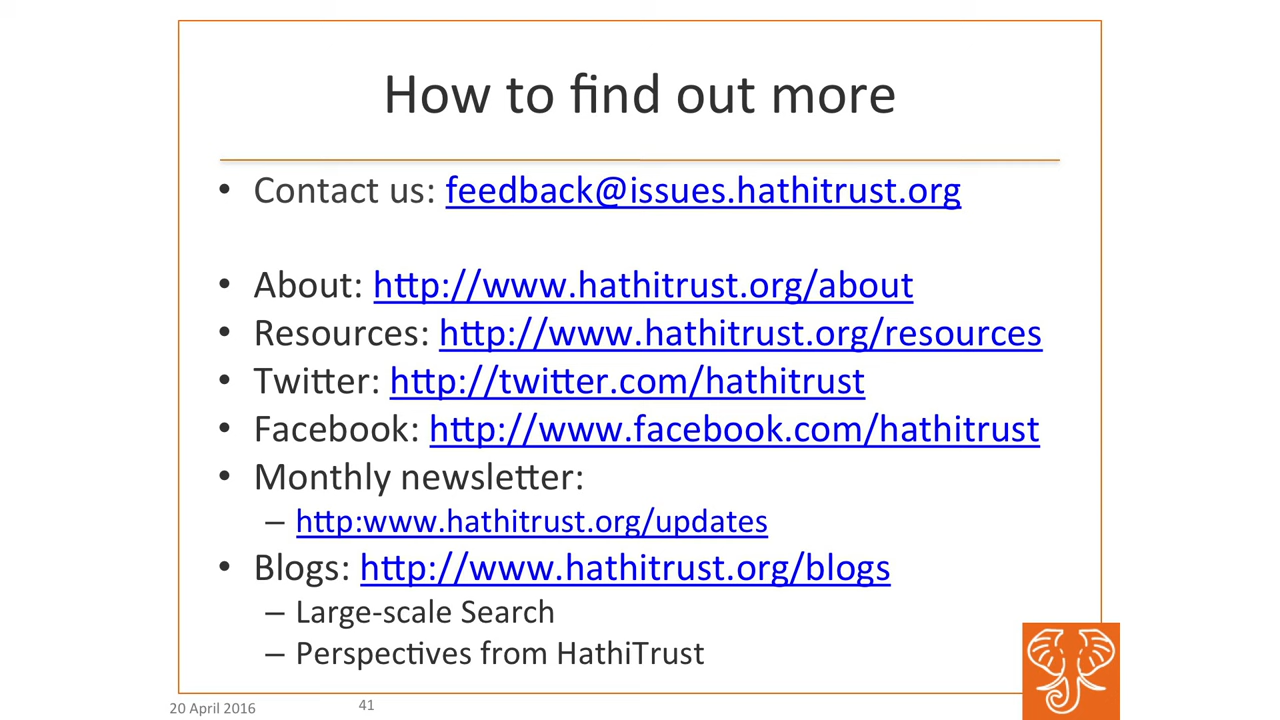 How to find out more
• Contact us: feedback@issues.hathitrust.org
• About: http://www.hathitrust.org/about
• Resources: http://www.hathitrust.org/resources
• Twitter: http://twitter.com/hathitrust
• Facebook: http://www.facebook.com/hathitrust
• Monthly newsletter:
– http:www.hathitrust.org/updates
• Blogs: http://www.hathitrust.org/blogs
– Large-scale Search
– Perspectives from HathiTrust
20 April 2016
41